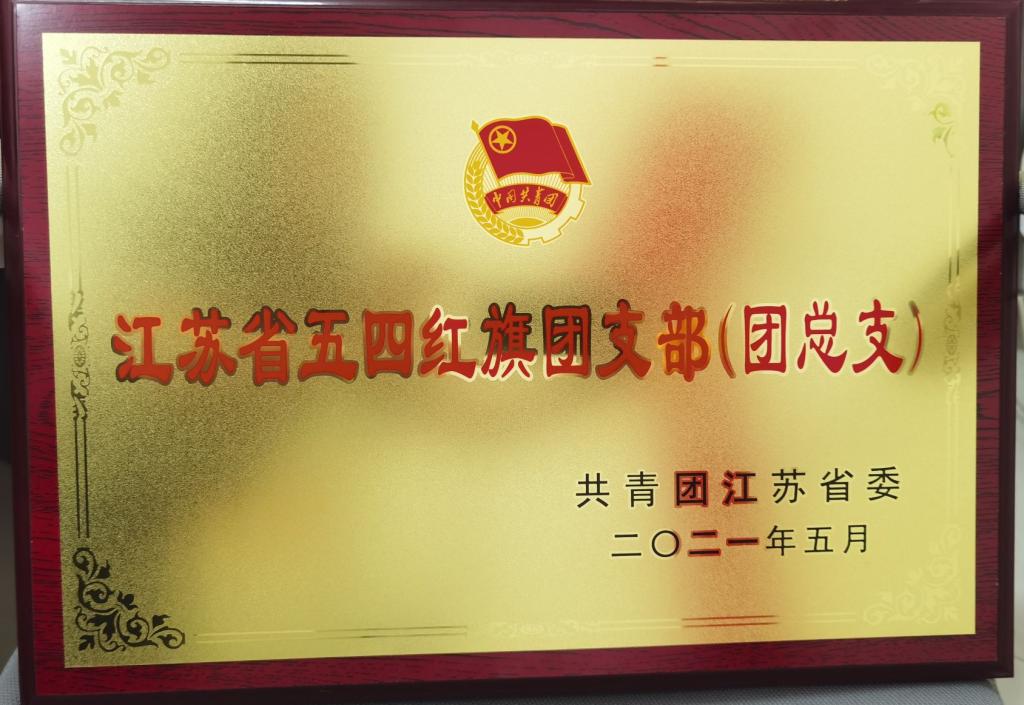 中国共青团
江苏省五四红旗团支部(团总支)
共青团江苏省委
二〇二一年五月